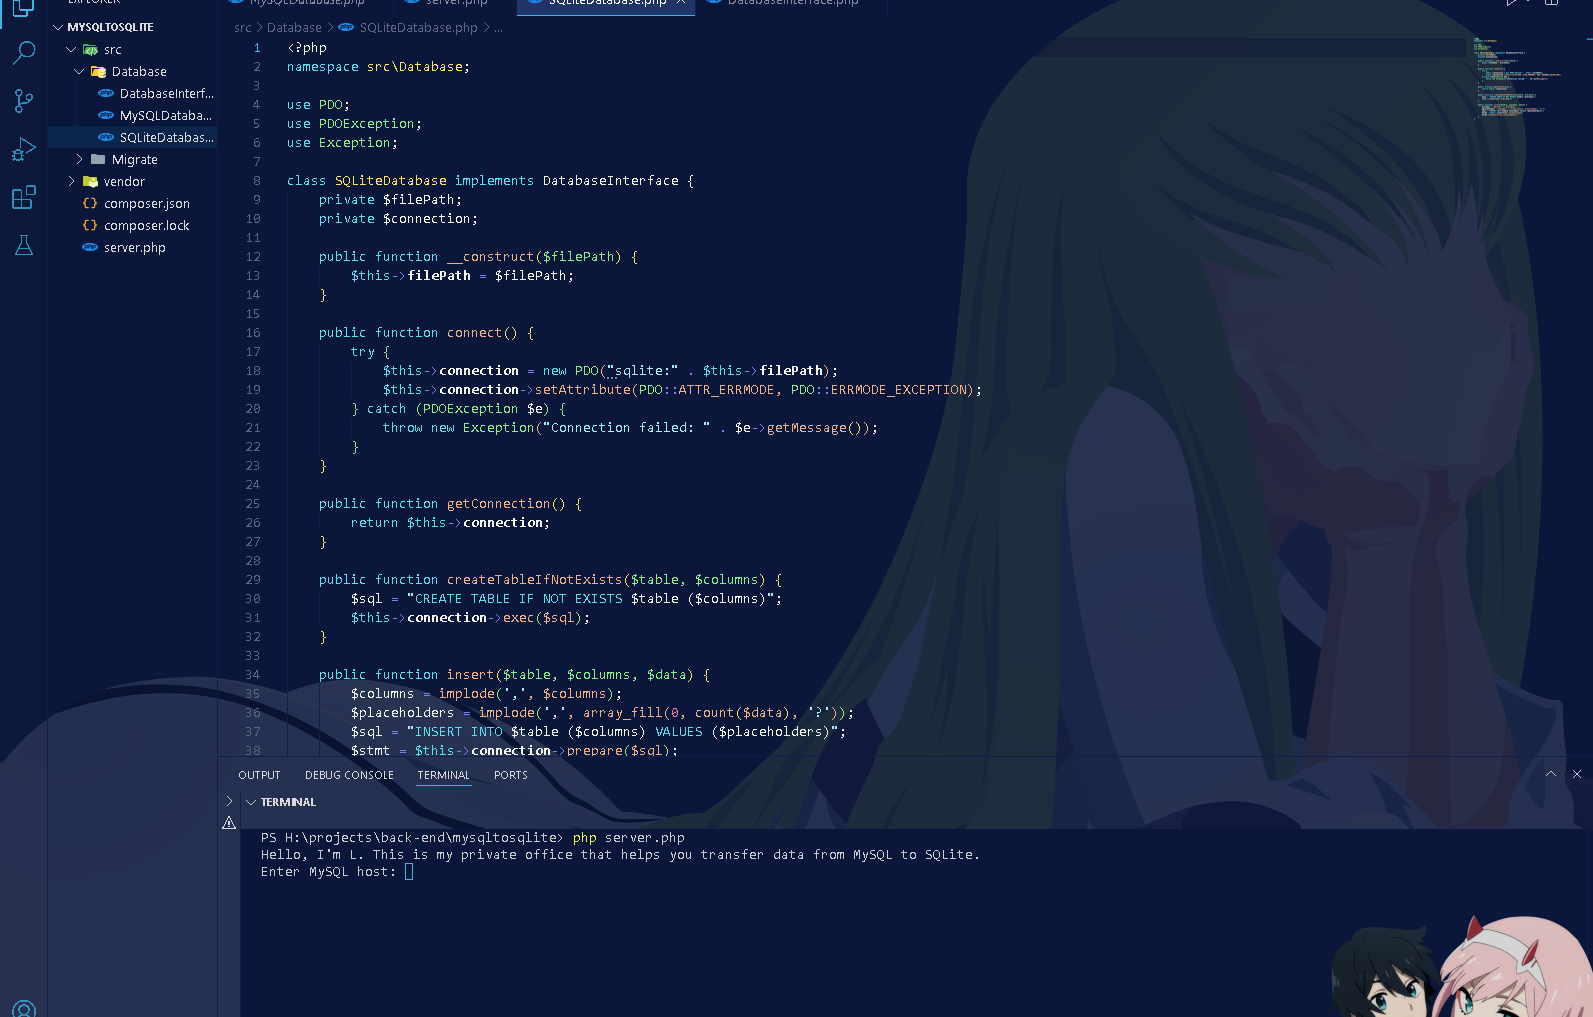 EXPLORER
MySQLDatabase.php
server.php
SQLiteDatabase.php
DatabaseInterface.php
MYSQLTOSQLITE
src
Database
DatabaseInterf...
MySQLDataba...
SQLiteDatabas...
Migrate
vendor
composer.json
composer.lock
server.php
src > Database > SQLiteDatabase.php > ...
1 <?php
2 namespace src\Database;
3
4 use PDO;
5 use PDOException;
6 use Exception;
7
8 class SQLiteDatabase implements DatabaseInterface {
9 private $filePath;
10 private $connection;
11
12 public function __construct($filePath) {
13 $this->filePath = $filePath;
14 }
15
16 public function connect() {
17 try {
18 $this->connection = new PDO("sqlite:" . $this->filePath);
19 $this->connection->setAttribute(PDO::ATTR_ERRMODE, PDO::ERRMODE_EXCEPTION);
20 } catch (PDOException $e) {
21 throw new Exception("Connection failed: " . $e->getMessage());
22 }
23 }
24
25 public function getConnection() {
26 return $this->connection;
27 }
28
29 public function createTableIfNotExists($table, $columns) {
30 $sql = "CREATE TABLE IF NOT EXISTS $table ($columns)";
31 $this->connection->exec($sql);
32 }
33
34 public function insert($table, $columns, $data) {
35 $columns = implode(',', $columns);
36 $placeholders = implode(',', array_fill(0, count($data), '?'));
37 $sql = "INSERT INTO $table ($columns) VALUES ($placeholders)";
38 $stmt = $this->connection->prepare($sql);
OUTPUT DEBUG CONSOLE TERMINAL PORTS
TERMINAL
PS H:\projects\back-end\mysqltosqlite> php server.php
Hello, I'm L. This is my private office that helps you transfer data from MySQL to SQLite.
Enter MySQL host: